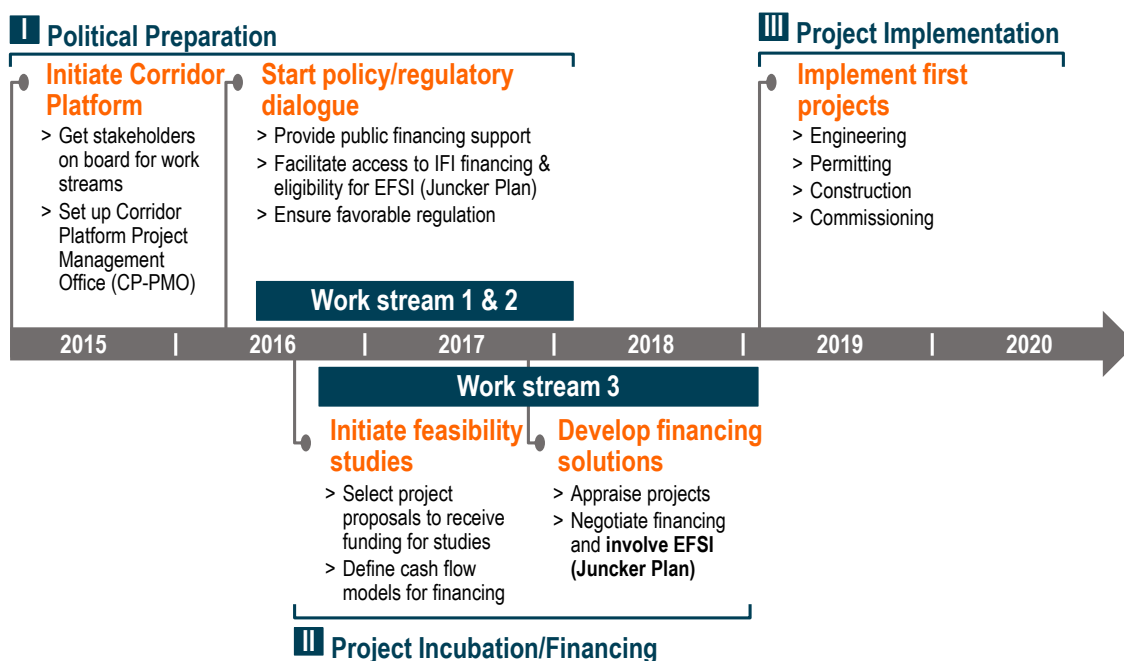 I Political Preparation
Initiate Corridor
Platform
> Get stakeholders
on board for work
streams
> Set up Corridor
Platform Project
Management
Office (CP-PMO)
Start policy/regulatory
dialogue
> Provide public financing support
> Facilitate access to IFI financing &
eligibility for EFSI (Juncker Plan)
> Ensure favorable regulation
III Project Implementation
Implement first
projects
> Engineering
> Permitting
> Construction
> Commissioning
Work stream 1 & 2
2015 | 2016 | 2017 | 2018 | 2019 | 2020
Work stream 3
Initiate feasibility
studies
> Select project
proposals to receive
funding for studies
> Define cash flow
models for financing
Develop financing
solutions
> Appraise projects
> Negotiate financing
and involve EFSI
(Juncker Plan)
II Project Incubation/Financing